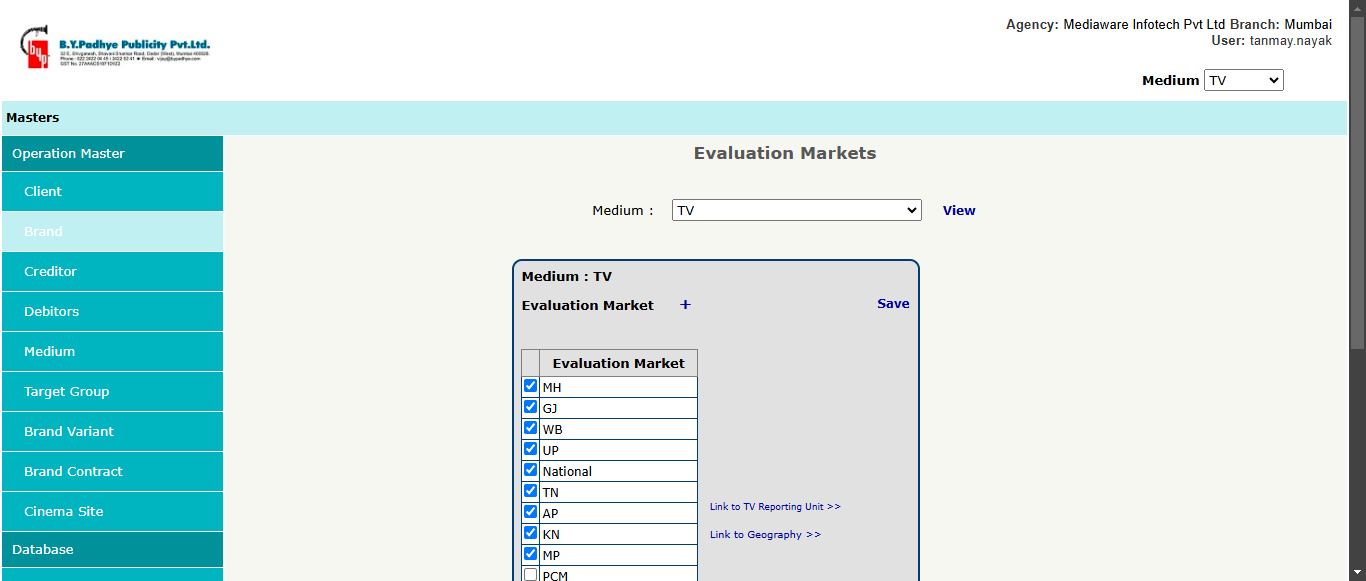 Agency: Mediaware Infotech Pvt Ltd Branch: Mumbai
User: tanmay.nayak
byp
B.Y.Padhye Publicity Pvt.Ltd.
Medium TV
Masters
Operation Master
Client
Brand
Creditor
Debitors
Medium
Target Group
Brand Variant
Brand Contract
Cinema Site
Database
Evaluation Markets
Medium : TV View
Medium : TV
Evaluation Market + Save
Evaluation Market
MH
GJ
WB
UP
National
TN
AP
KN
MP
PCM
Link to TV Reporting Unit >>
Link to Geography >>